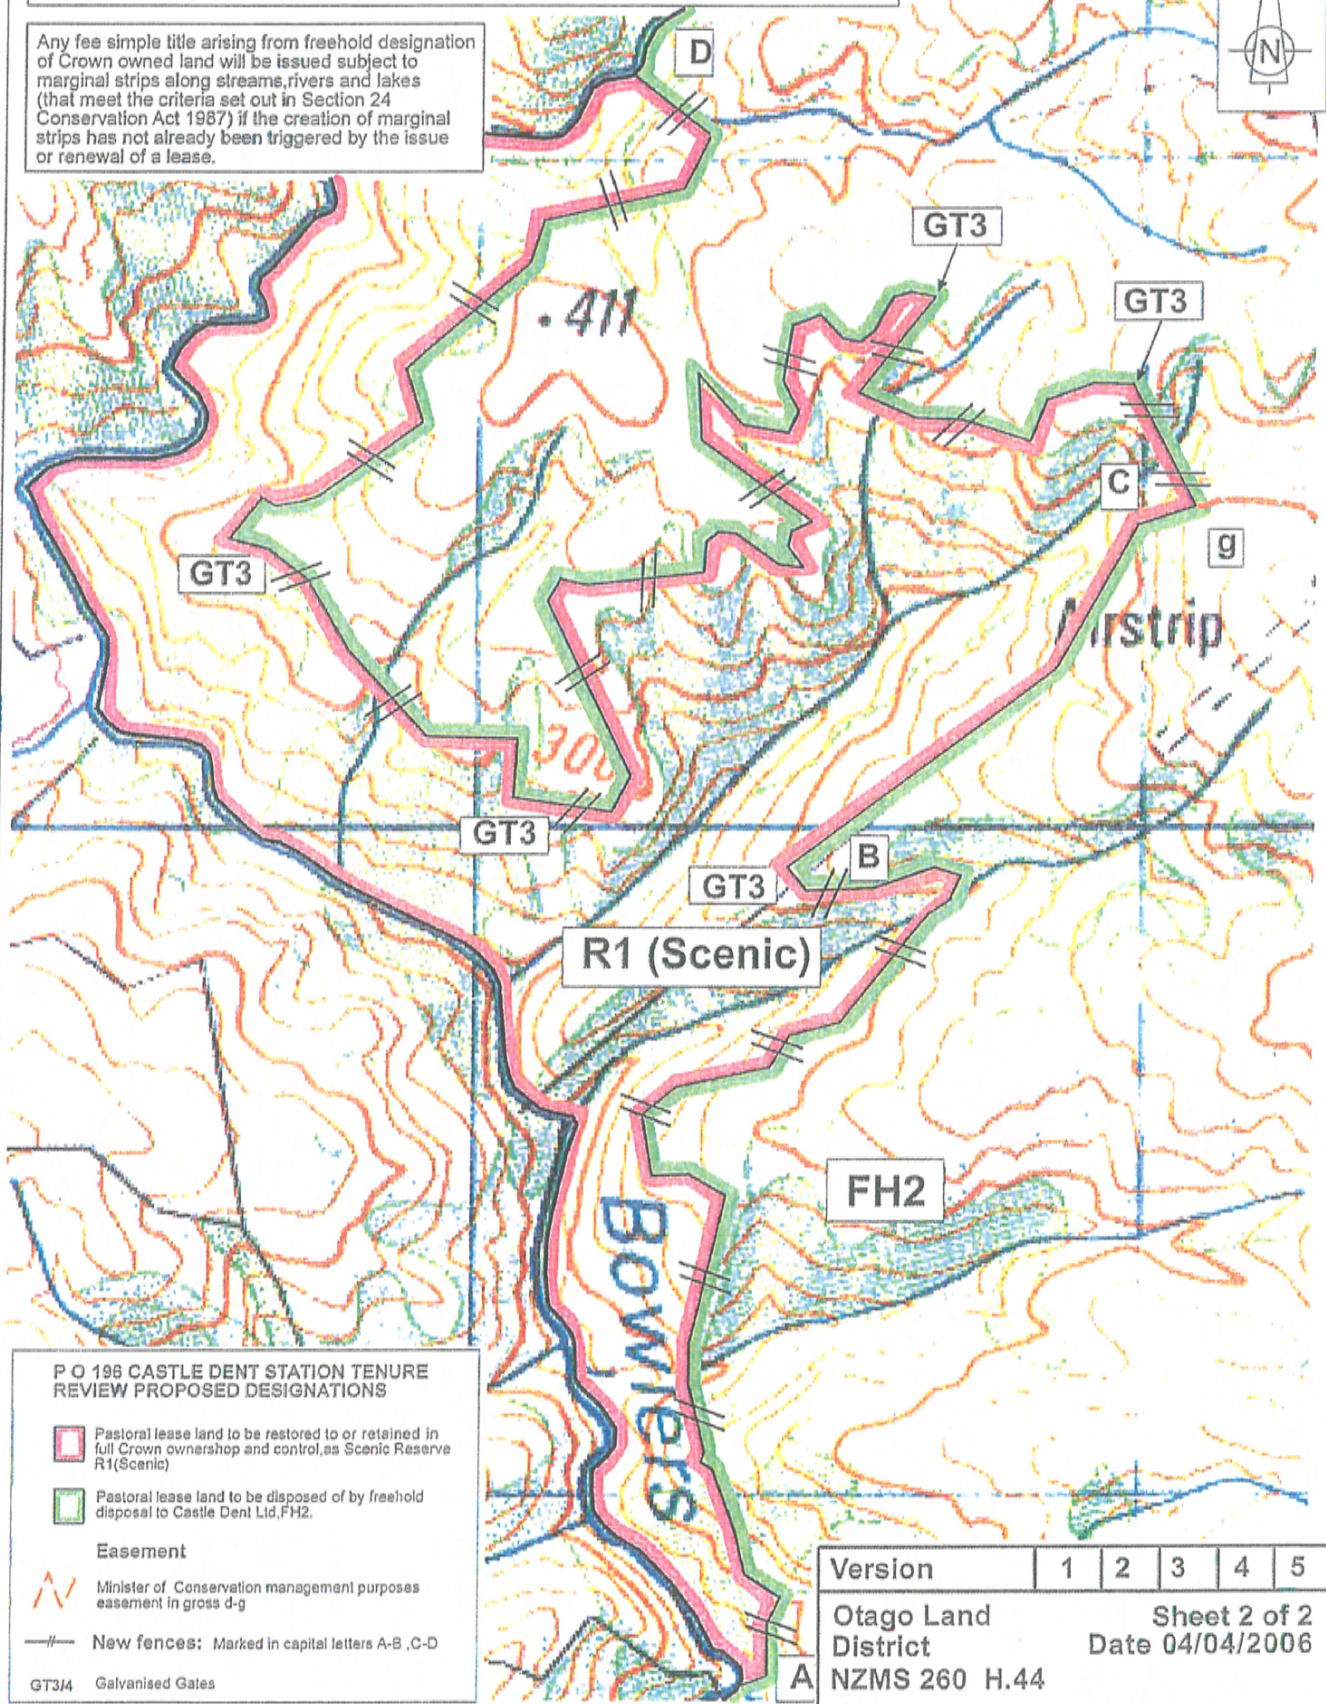 Any fee simple title arising from freehold designation
of Crown owned land will be issued subject to
marginal strips along streams,rivers and lakes
(that meet the criteria set out in Section 24
Conservation Act 1987) if the creation of marginal
strips has not already been triggered by the issue
or renewal of a lease.
D
N
GT3
GT3
411
C
g
GT3
Airstrip
300
GT3
B
GT3
R1 (Scenic)
FH2
Bowlers
P O 196 CASTLE DENT STATION TENURE
REVIEW PROPOSED DESIGNATIONS
Pastoral lease land to be restored to or retained in
full Crown ownershop and control,as Scenic Reserve
R1(Scenic)
Pastoral lease land to be disposed of by freehold
disposal to Castle Dent Ltd,FH2.
Easement
Minister of Conservation management purposes
easement in gross d-g
New fences: Marked in capital letters A-B ,C-D
GT3/4 Galvanised Gates
A
Version 1 2 3 4 5
Otago Land Sheet 2 of 2
District Date 04/04/2006
NZMS 260 H.44